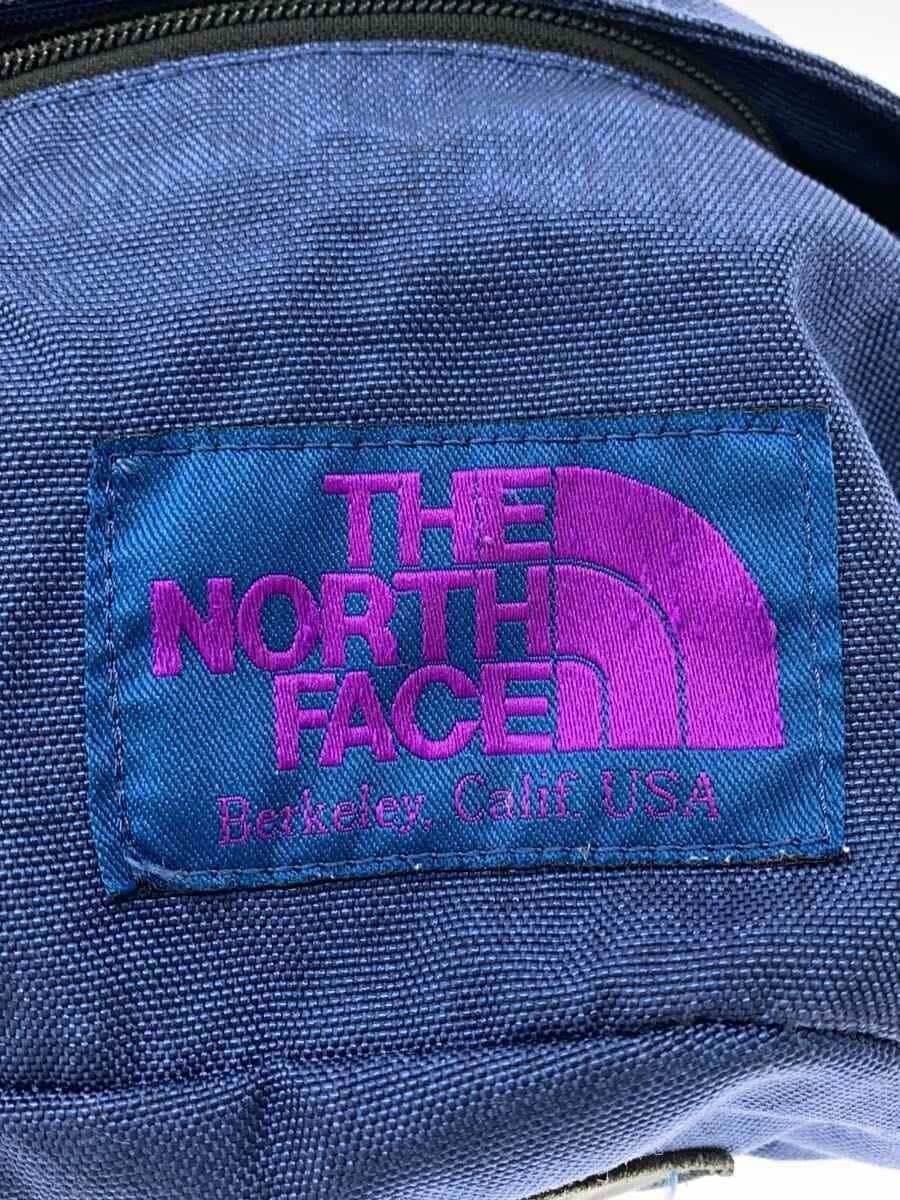 THE
NORTH
FACE
Berkeley, Calif. USA